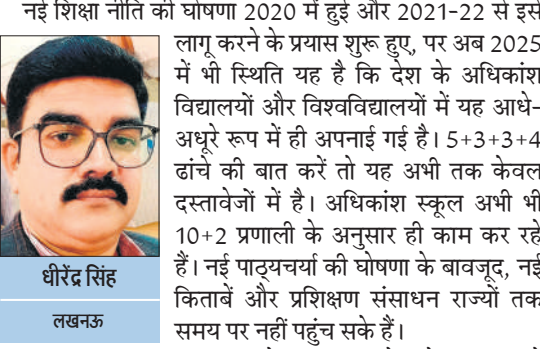 नई शिक्षा नीति की घोषणा 2020 में हुई और 2021-22 से इसे
लागू करने के प्रयास शुरू हुए, पर अब 2025
में भी स्थिति यह है कि देश के अधिकांश
विद्यालयों और विश्वविद्यालयों में यह आधे-
अधूरे रूप में ही अपनाई गई है। 5+3+3+4
ढांचे की बात करें तो यह अभी तक केवल
दस्तावेजों में है। अधिकांश स्कूल अभी भी
10+2 प्रणाली के अनुसार ही काम कर रहे
हैं। नई पाठ्यचर्या की घोषणा के बावजूद, नई
किताबें और प्रशिक्षण संसाधन राज्यों तक
समय पर नहीं पहुंच सके हैं।
धीरेंद्र सिंह
लखनऊ